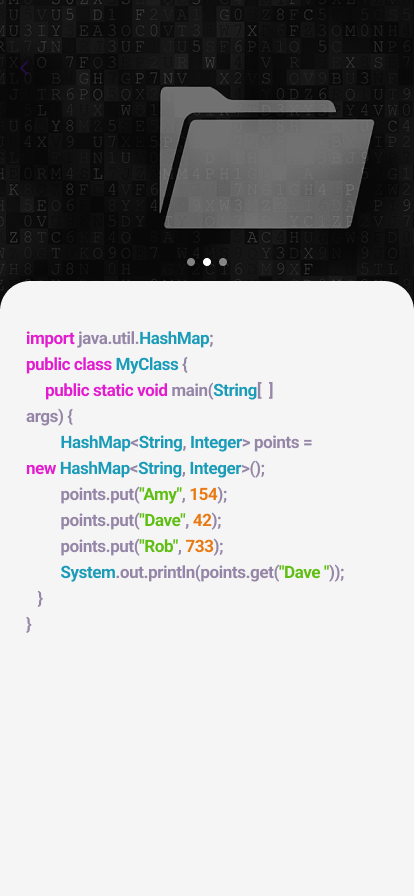 import java.util.HashMap;
public class MyClass {
public static void main(String[ ]
args) {
HashMap<String, Integer> points =
new HashMap<String, Integer>();
points.put("Amy", 154);
points.put("Dave", 42);
points.put("Rob", 733);
System.out.println(points.get("Dave "));
}
}